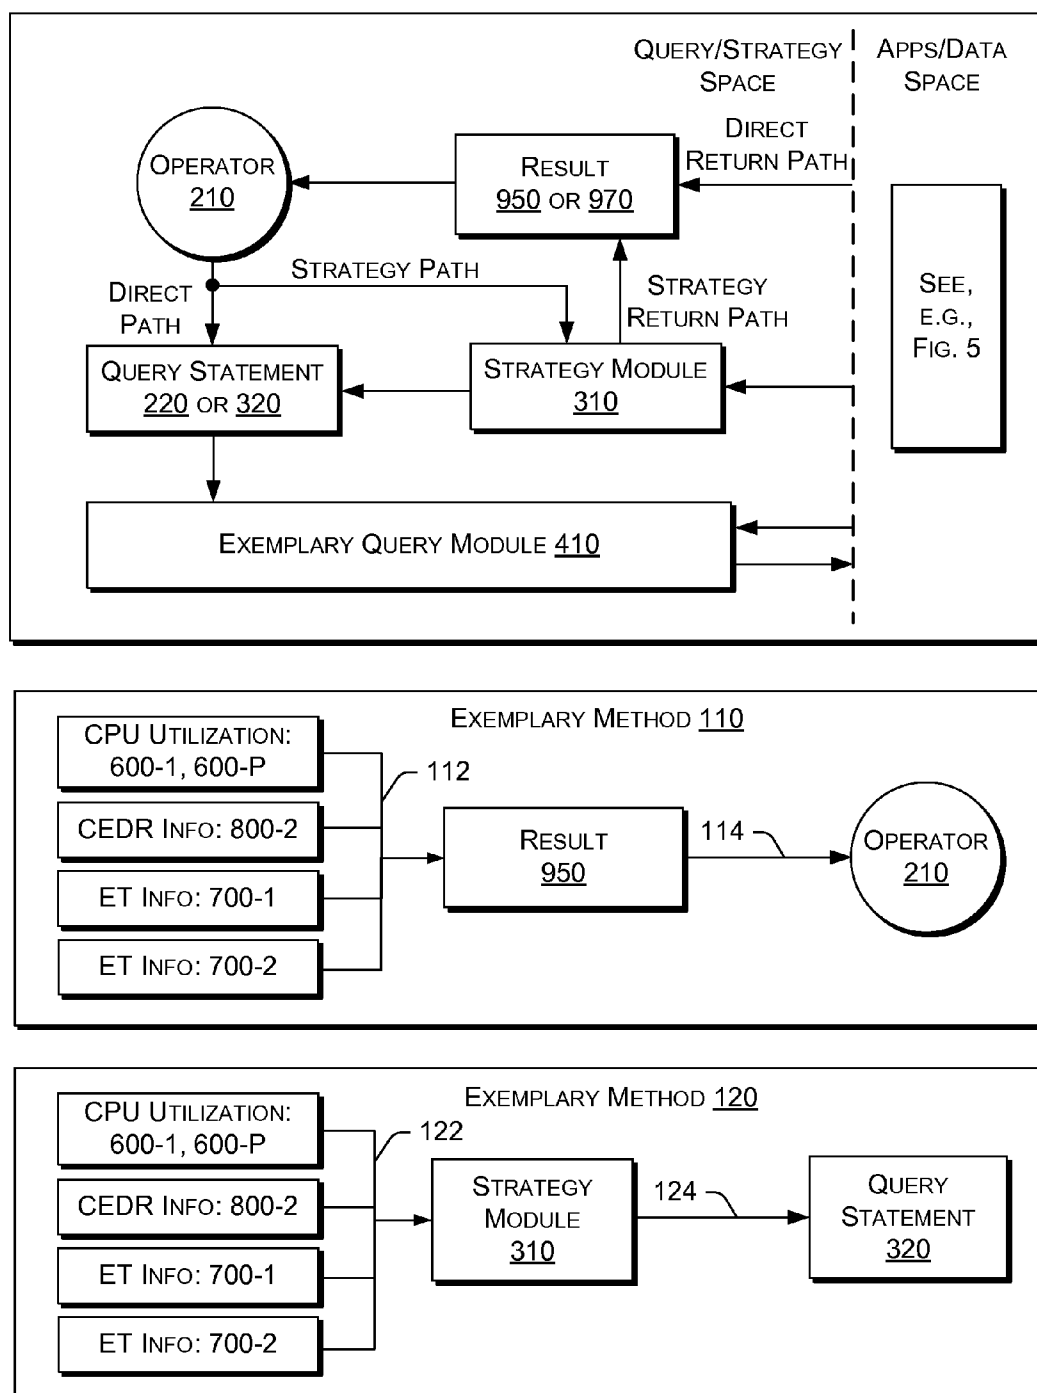 QUERY/STRATEGY
SPACE
APPS/DATA
SPACE
OPERATOR
210
RESULT
950 OR 970
DIRECT
RETURN PATH
STRATEGY PATH
DIRECT
PATH
STRATEGY
RETURN PATH
SEE,
E.G.,
FIG. 5
QUERY STATEMENT
220 OR 320
STRATEGY MODULE
310
EXEMPLARY QUERY MODULE 410
EXEMPLARY METHOD 110
CPU UTILIZATION:
600-1, 600-P
112
CEDR INFO: 800-2
ET INFO: 700-1
ET INFO: 700-2
RESULT
950
114
OPERATOR
210
EXEMPLARY METHOD 120
CPU UTILIZATION:
600-1, 600-P
122
CEDR INFO: 800-2
ET INFO: 700-1
ET INFO: 700-2
STRATEGY
MODULE
310
124
QUERY
STATEMENT
320